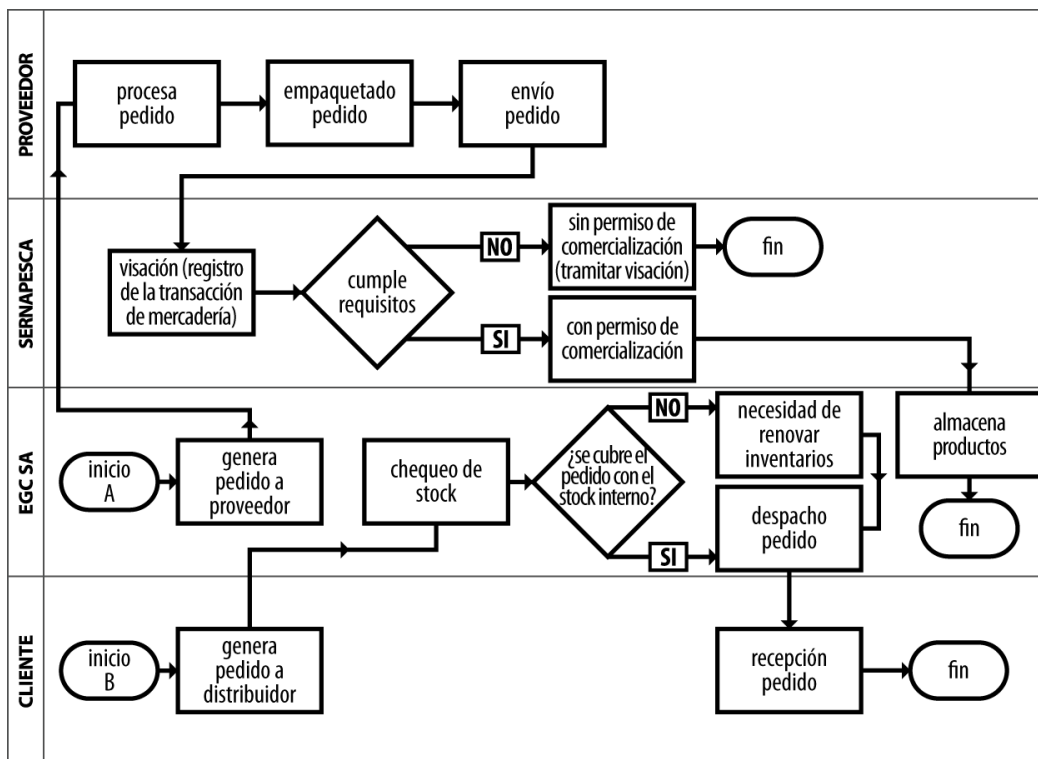 PROVEEDOR
procesa
pedido
empaquetado
pedido
envío
pedido
SERNAPESCA
visación (registro
de la transacción
de mercadería)
cumple
requisitos
NO
sin permiso de
comercialización
(tramitar visación)
fin
SI
con permiso de
comercialización
EGC SA
inicio
A
genera
pedido a
proveedor
chequeo de
stock
¿se cubre el
pedido con el
stock interno?
NO
necesidad de
renovar
inventarios
SI
despacho
pedido
almacena
productos
fin
CLIENTE
inicio
B
genera
pedido a
distribuidor
recepción
pedido
fin